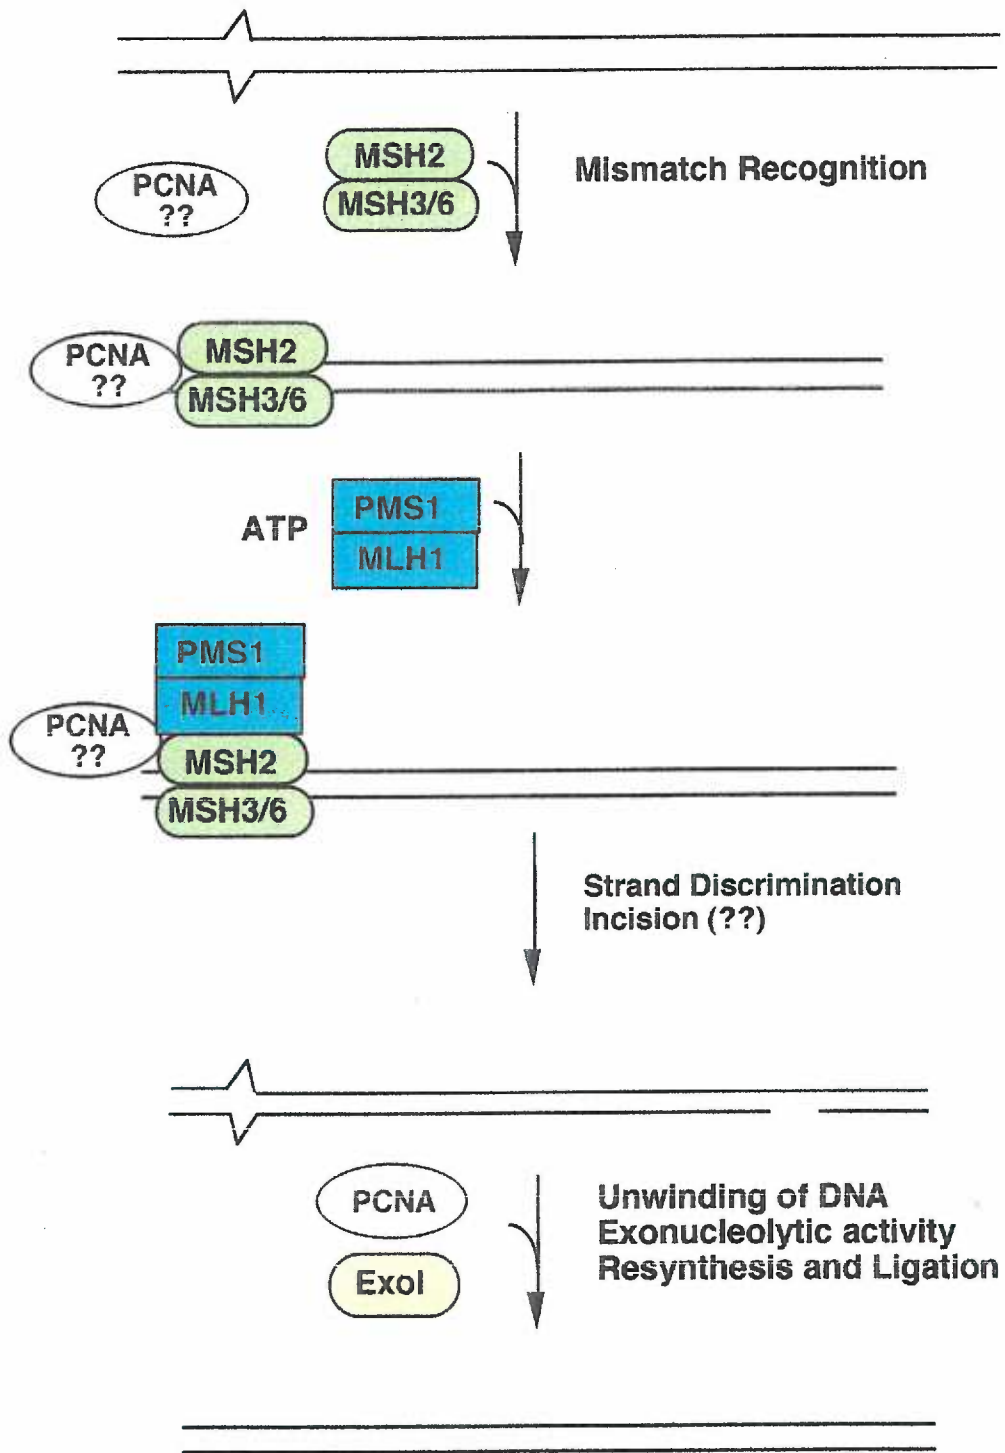 MSH2
Mismatch Recognition
PCNA
??
MSH3/6
PCNA
??
MSH2
MSH3/6
ATP
PMS1
MLH1
PMS1
MLH1
PCNA
??
MSH2
MSH3/6
Strand Discrimination
Incision (??)
PCNA
ExoI
Unwinding of DNA
Exonucleolytic activity
Resynthesis and Ligation